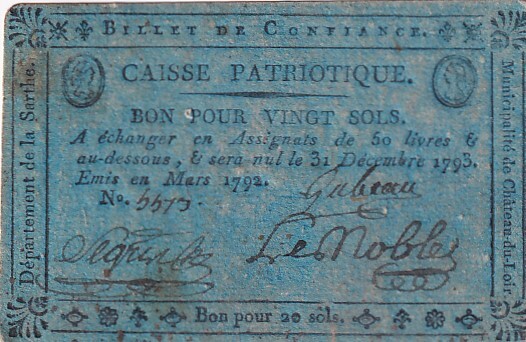 BILLET DE CONFIANCE.
CAISSE PATRIOTIQUE.
BON POUR VINGT SOLS.
A échanger en Assignats de 50 livres &
au-dessous, & sera nul le 31 Décembre 1793.
Emis en Mars 1792.
No.
Le Noble
Bon pour 20 sols.
Département de la Sarthe.
Municipalité de Château-du-Loir